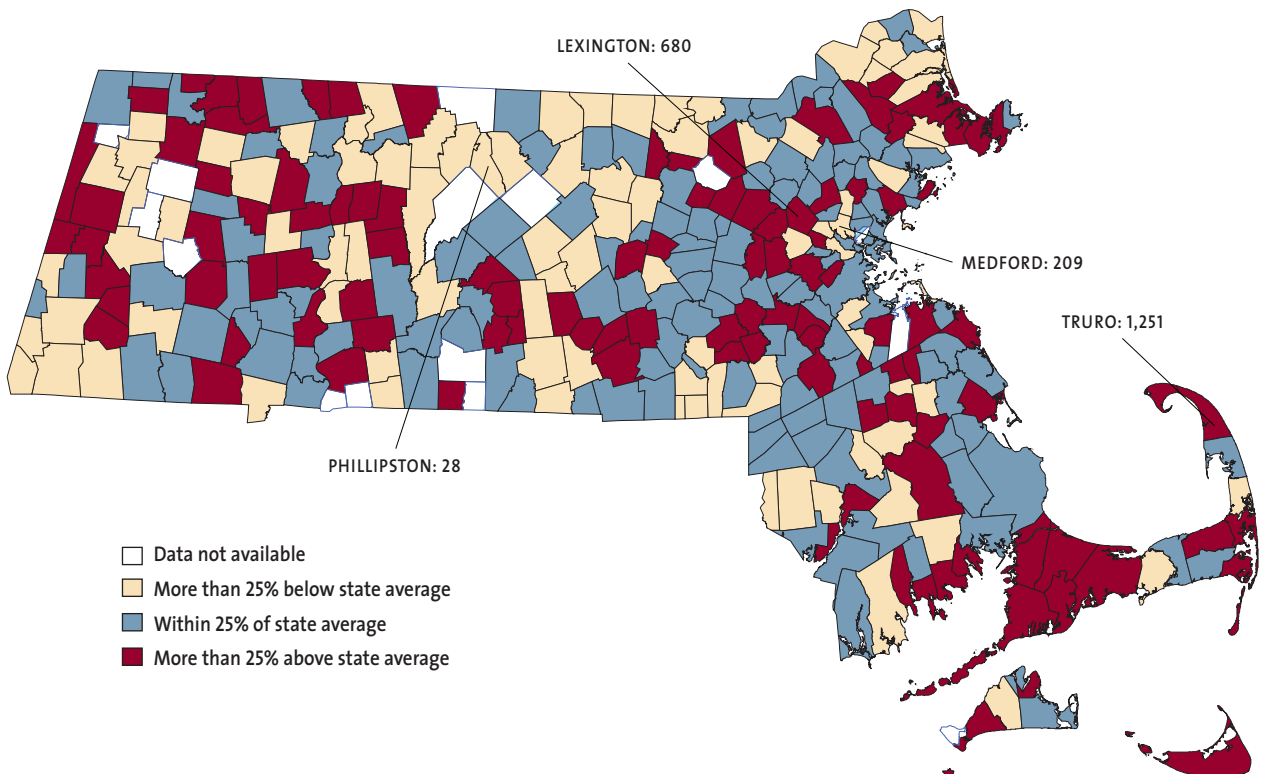 LEXINGTON: 680
MEDFORD: 209
TRURO: 1,251
PHILLIPSTON: 28
Data not available
More than 25% below state average
Within 25% of state average
More than 25% above state average